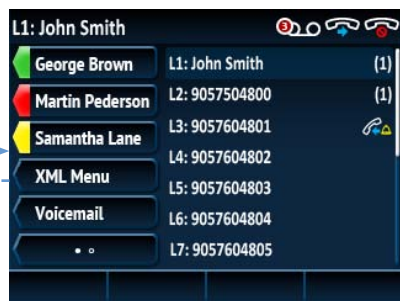 L1: John Smith
3
George Brown
Martin Pederson
Samantha Lane
XML Menu
Voicemail
L1: John Smith (1)
L2: 9057504800 (1)
L3: 9057604801
L4: 9057604802
L5: 9057604803
L6: 9057604804
L7: 9057604805